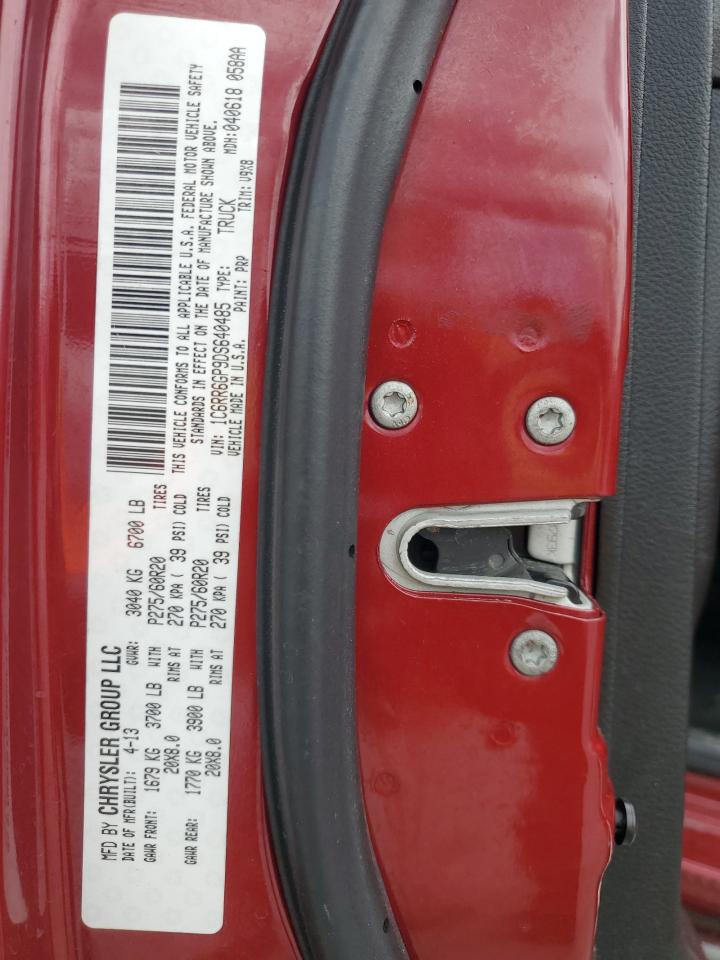 MFD BY CHRYSLER GROUP LLC
DATE OF MFR(BUILT): 4-13 GVWR: 3040 KG 6700 LB
GAWR FRONT: 1679 KG 3700 LB WITH P275/60R20 TIRES
20X8.0 RIMS AT 270 KPA ( 39 PSI) COLD
GAWR REAR: 1770 KG 3900 LB WITH P275/60R20 TIRES
20X8.0 RIMS AT 270 KPA ( 39 PSI) COLD
THIS VEHICLE CONFORMS TO ALL APPLICABLE U.S.A. FEDERAL MOTOR VEHICLE SAFETY
STANDARDS IN EFFECT ON THE DATE OF MANUFACTURE SHOWN ABOVE.
VIN: 1C6RR6GP9DS640485 TYPE: TRUCK MDH:040618 058AA
VEHICLE MADE IN U.S.A. PAINT: PRP TRIM: V9X8